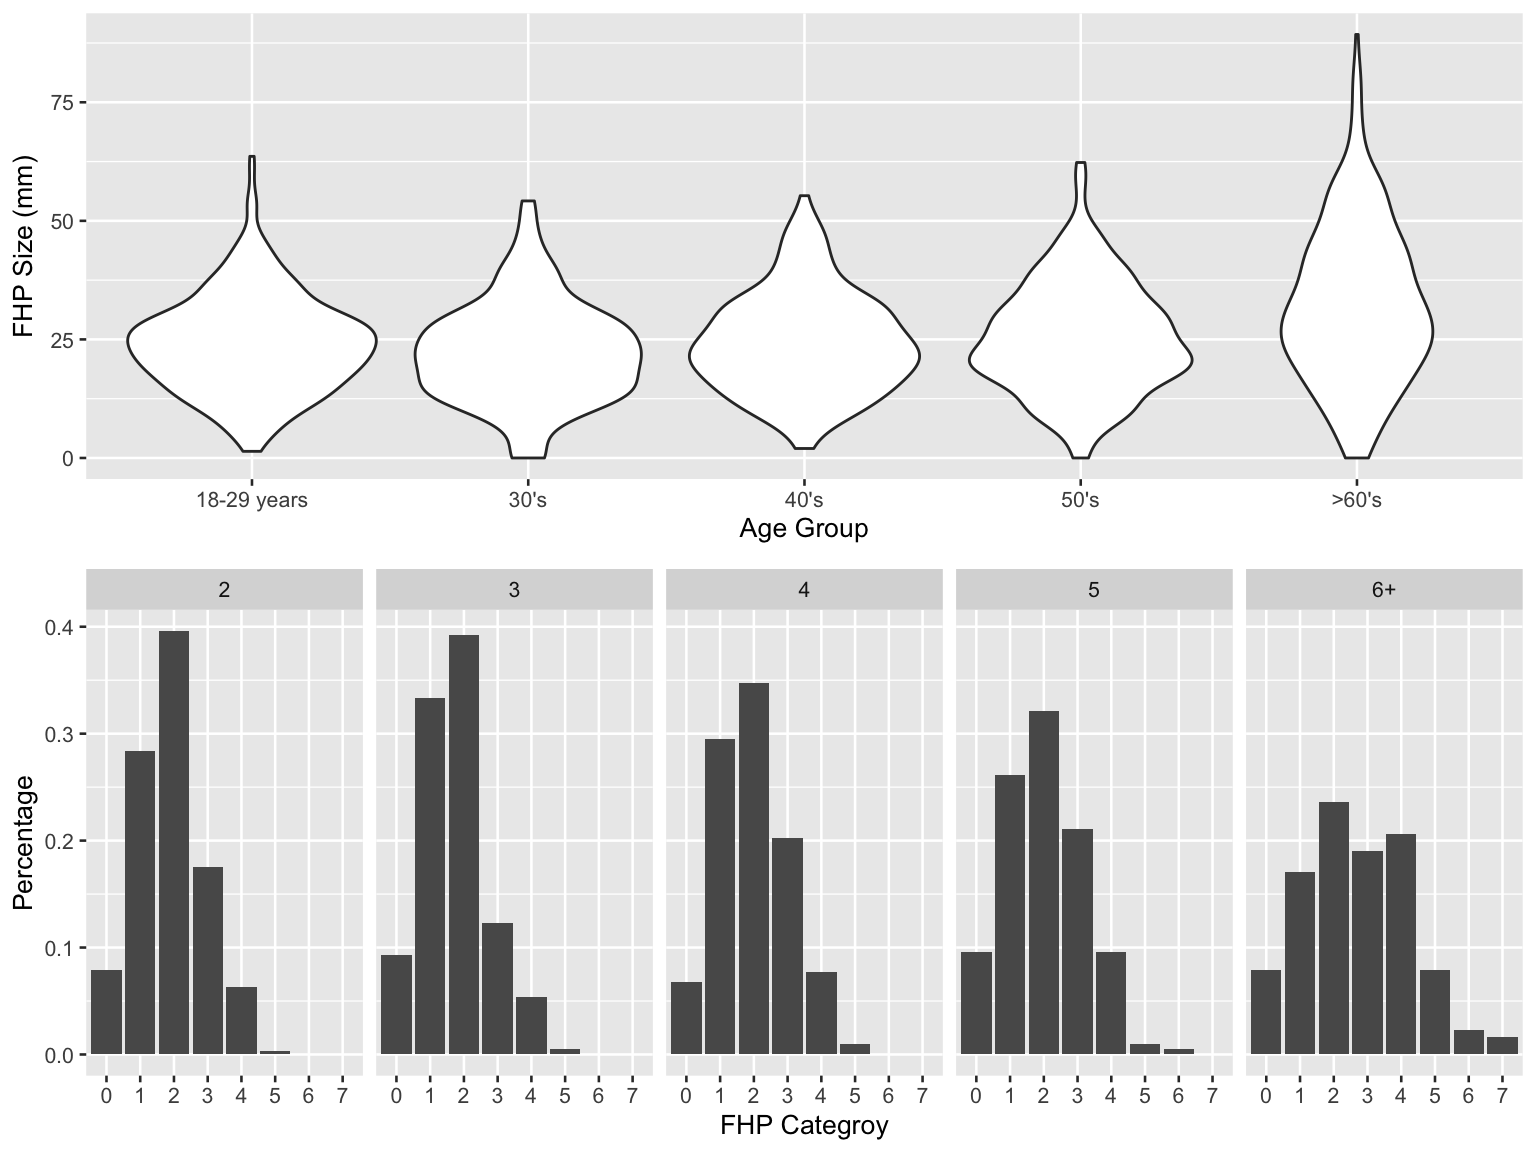 FHP Size (mm)
75
50
25
0
18-29 years 30's 40's 50's >60's
Age Group
2 3 4 5 6+
Percentage
0.4
0.3
0.2
0.1
0.0
0 1 2 3 4 5 6 7 0 1 2 3 4 5 6 7 0 1 2 3 4 5 6 7 0 1 2 3 4 5 6 7 0 1 2 3 4 5 6 7
FHP Categroy